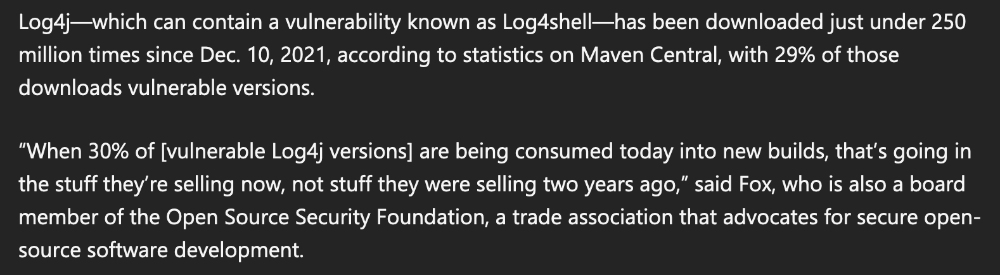 Log4j—which can contain a vulnerability known as Log4shell—has been downloaded just under 250
million times since Dec. 10, 2021, according to statistics on Maven Central, with 29% of those
downloads vulnerable versions.
“When 30% of [vulnerable Log4j versions] are being consumed today into new builds, that’s going in
the stuff they’re selling now, not stuff they were selling two years ago,” said Fox, who is also a board
member of the Open Source Security Foundation, a trade association that advocates for secure open-
source software development.